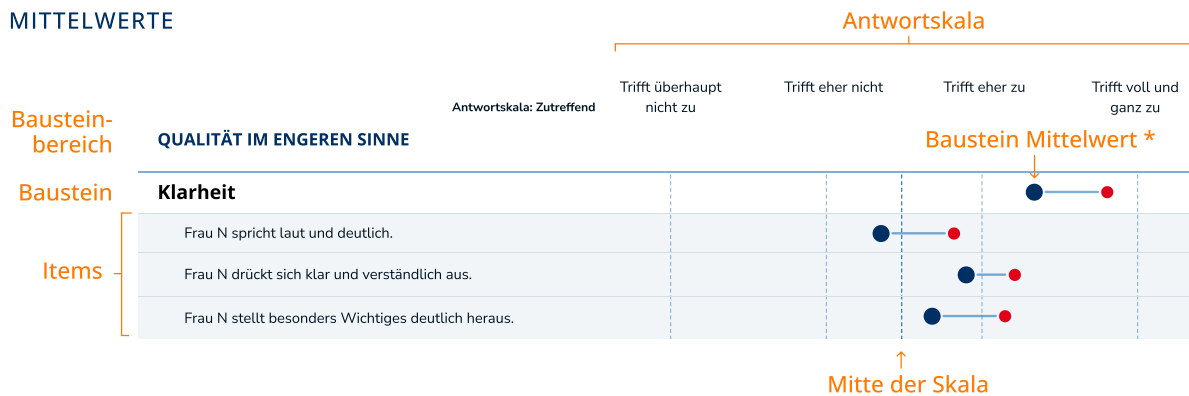 MITTELWERTE
Antwortskala
Trifft überhaupt
nicht zu
Trifft eher nicht
Trifft eher zu
Trifft voll und
ganz zu
Antwortskala: Zutreffend
Baustein-
bereich
QUALITÄT IM ENGEREN SINNE
Baustein Mittelwert *
Baustein
Klarheit
Items
Frau N spricht laut und deutlich.
Frau N drückt sich klar und verständlich aus.
Frau N stellt besonders Wichtiges deutlich heraus.
Mitte der Skala